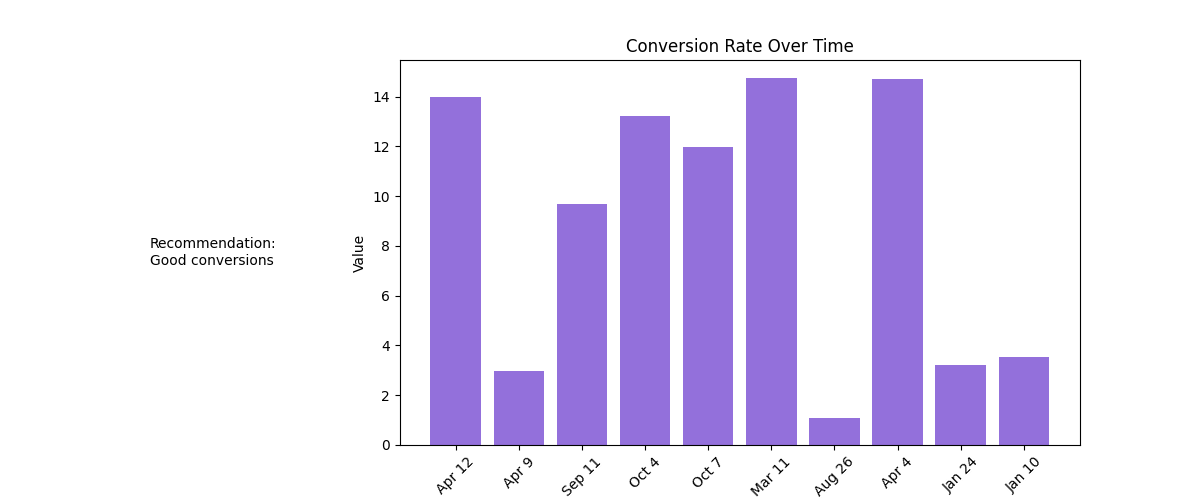 Conversion Rate Over Time
Recommendation:
Good conversions
Value
14
12
10
8
6
4
2
0
Apr 12
Apr 9
Sep 11
Oct 4
Oct 7
Mar 11
Aug 26
Apr 4
Jan 24
Jan 10